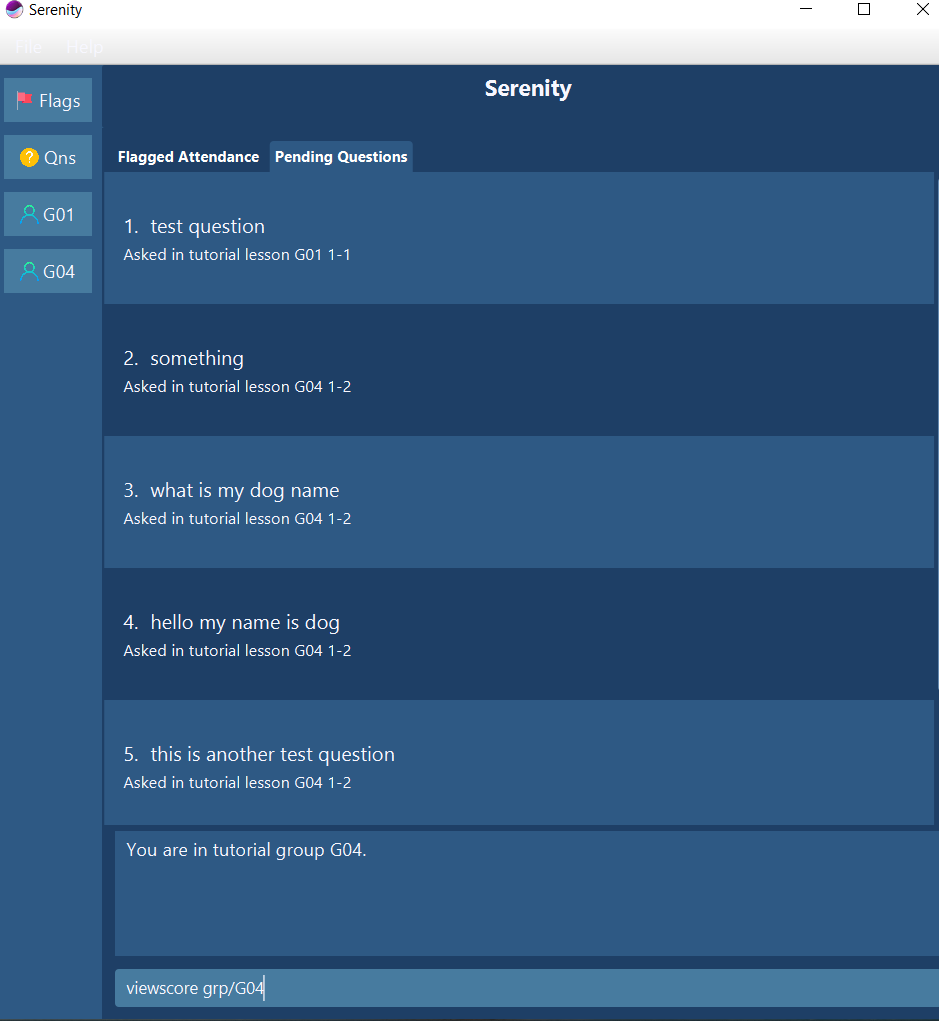 Serenity
File Help
Serenity
Flags
Qns
G01
G04
Flagged Attendance Pending Questions
1. test question
Asked in tutorial lesson G01 1-1
2. something
Asked in tutorial lesson G04 1-2
3. what is my dog name
Asked in tutorial lesson G04 1-2
4. hello my name is dog
Asked in tutorial lesson G04 1-2
5. this is another test question
Asked in tutorial lesson G04 1-2
You are in tutorial group G04.
viewscore grp/G04